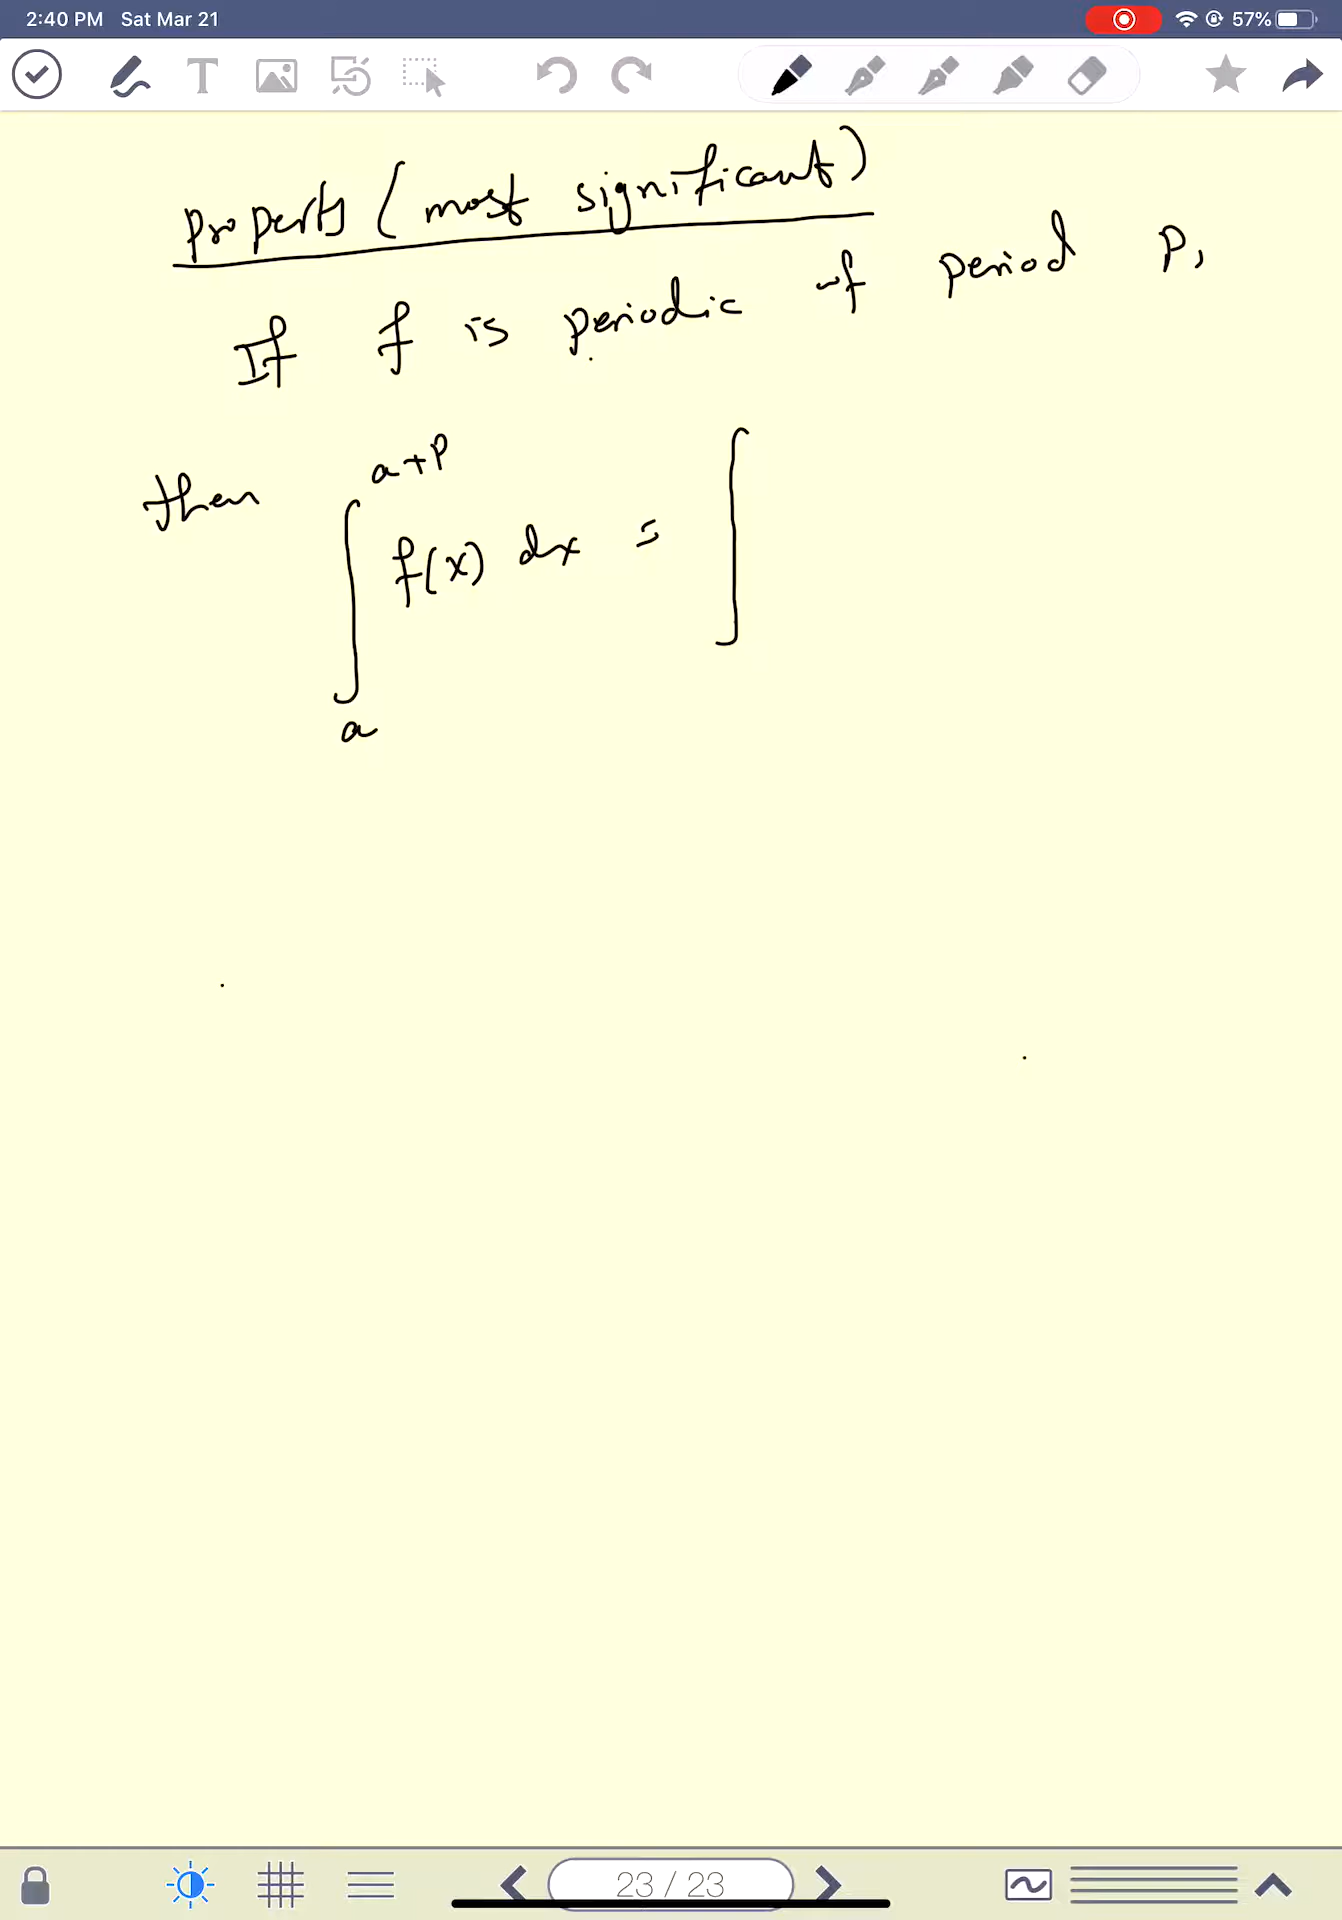 2:40 PM Sat Mar 21 57%
T
Property (most significant)
If f is periodic of period P,
then ∫_a^{a+P} f(x) dx = ∫
23 / 23